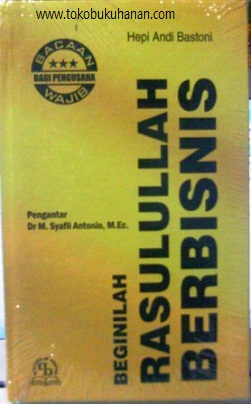 www.tokobukuhanan.com
Hepi Andi Bastoni
BACAAN
BAGI PENGUSAHA
WAJIB
Pengantar
Dr M. Syafii Antonio, M.Ec.
BEGINILAH
RASULULLAH
BERBISNIS